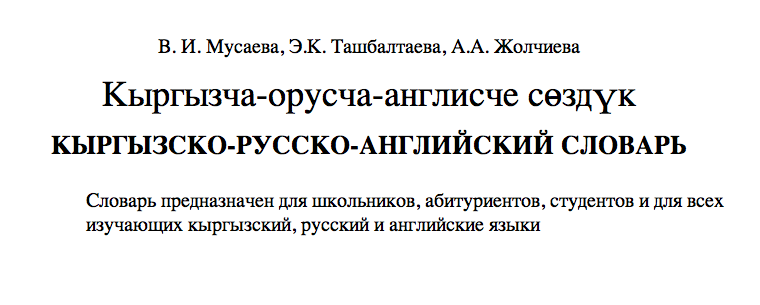 В. И. Мусаева, Э.К. Ташбалтаева, А.А. Жолчиева
Кыргызча-орусча-англисче сөздүк
КЫРГЫЗСКО-РУССКО-АНГЛИЙСКИЙ СЛОВАРЬ
Словарь предназначен для школьников, абитуриентов, студентов и для всех
изучающих кыргызский, русский и английские языки